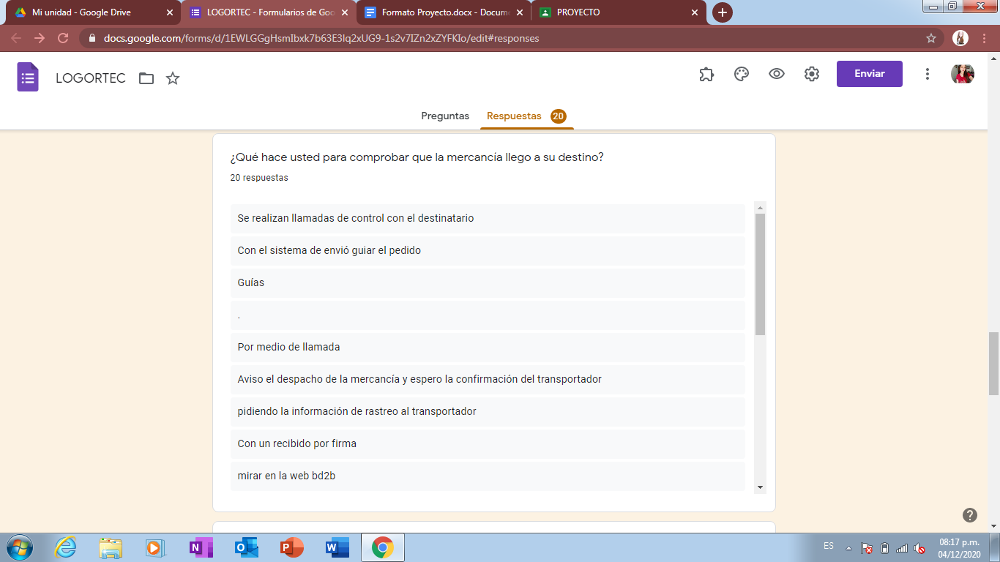 Mi unidad - Google Drive
LOGORTEC - Formularios de Goo
Formato Proyecto.docx - Docume
PROYECTO
docs.google.com/forms/d/1EWLGGgHsmIbxk7b63E3lq2xUG9-1s2v7IZn2xZYFKIo/edit#responses
LOGORTEC
Enviar
Preguntas
Respuestas 20
¿Qué hace usted para comprobar que la mercancía llego a su destino?
20 respuestas
Se realizan llamadas de control con el destinatario
Con el sistema de envió guiar el pedido
Guías
.
Por medio de llamada
Aviso el despacho de la mercancía y espero la confirmación del transportador
pidiendo la información de rastreo al transportador
Con un recibido por firma
mirar en la web bd2b
ES
08:17 p.m.
04/12/2020